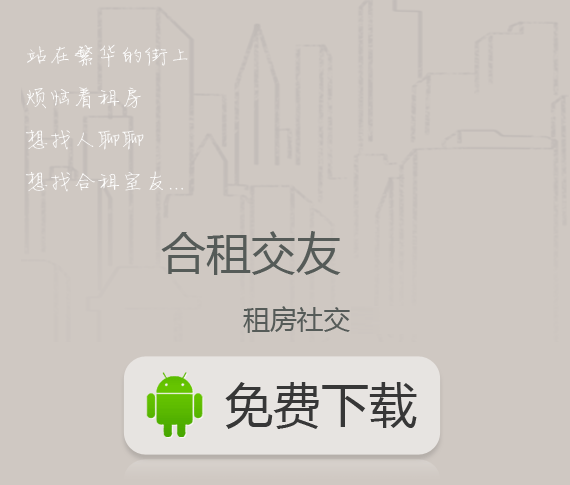 站在繁华的街上
烦恼着租房
想找人聊聊
想找合租室友...
合租交友
租房社交
免费下载